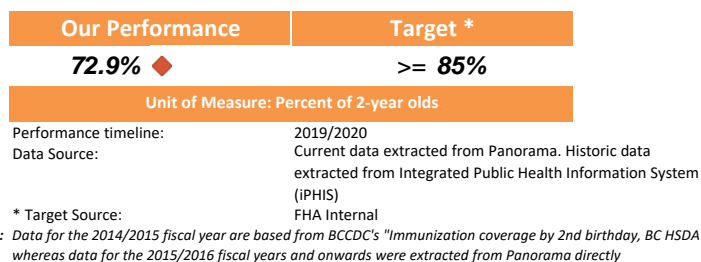 Our Performance Target *
72.9% >= 85%
Unit of Measure: Percent of 2-year olds
Performance timeline: 2019/2020
Data Source: Current data extracted from Panorama. Historic data
extracted from Integrated Public Health Information System
(iPHIS)
* Target Source: FHA Internal
: Data for the 2014/2015 fiscal year are based from BCCDC's "Immunization coverage by 2nd birthday, BC HSDA
whereas data for the 2015/2016 fiscal years and onwards were extracted from Panorama directly